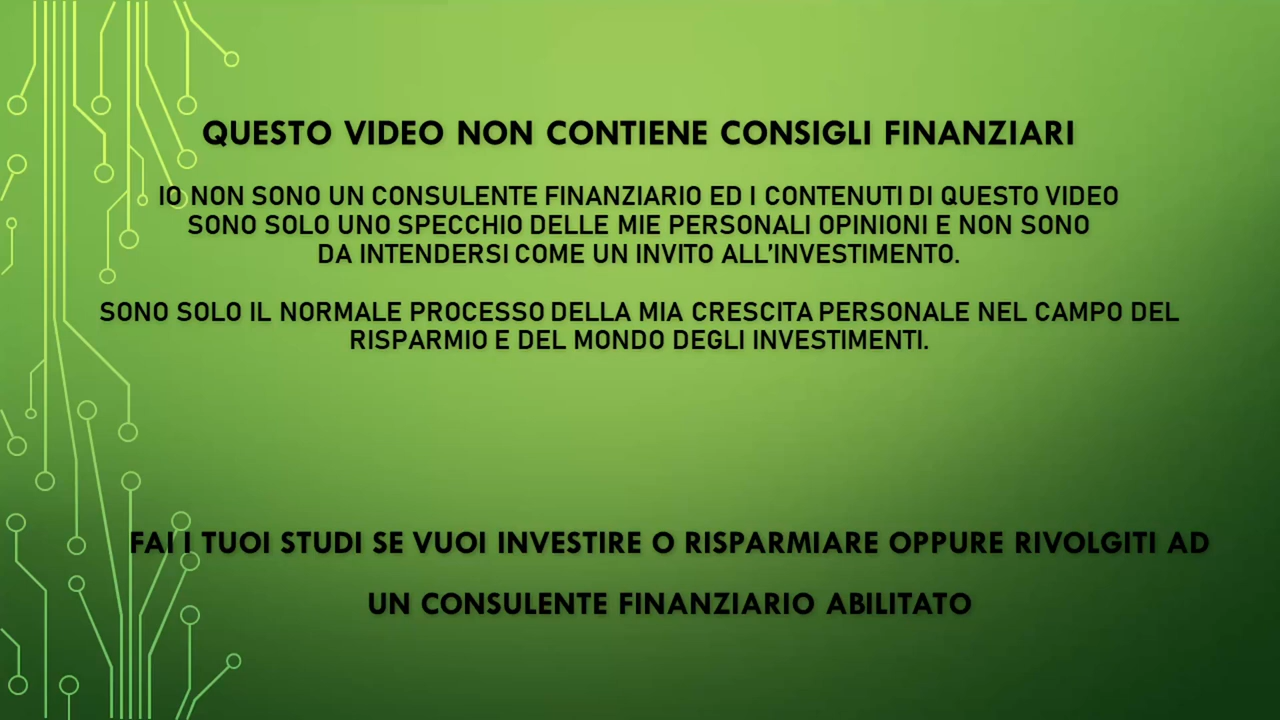 QUESTO VIDEO NON CONTIENE CONSIGLI FINANZIARI
IO NON SONO UN CONSULENTE FINANZIARIO ED I CONTENUTI DI QUESTO VIDEO
SONO SOLO UNO SPECCHIO DELLE MIE PERSONALI OPINIONI E NON SONO
DA INTENDERSI COME UN INVITO ALL'INVESTIMENTO.
SONO SOLO IL NORMALE PROCESSO DELLA MIA CRESCITA PERSONALE NEL CAMPO DEL
RISPARMIO E DEL MONDO DEGLI INVESTIMENTI.
FAI I TUOI STUDI SE VUOI INVESTIRE O RISPARMIARE OPPURE RIVOLGITI AD
UN CONSULENTE FINANZIARIO ABILITATO